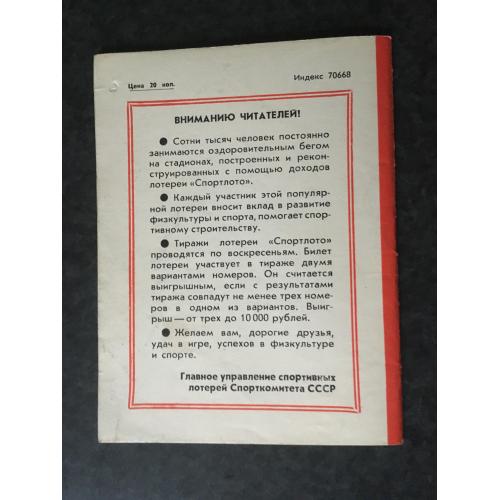 Цена 20 коп.
Индекс 70668
ВНИМАНИЮ ЧИТАТЕЛЕЙ!
● Сотни тысяч человек постоянно
занимаются оздоровительным бегом
на стадионах, построенных и рекон-
струированных с помощью доходов
лотереи «Спортлото».
● Каждый участник этой популяр-
ной лотереи вносит вклад в развитие
физкультуры и спорта, помогает спор-
тивному строительству.
● Тиражи лотереи «Спортлото»
проводятся по воскресеньям. Билет
лотереи участвует в тираже двумя
вариантами номеров. Он считается
выигрышным, если с результатами
тиража совпадут не менее трех номе-
ров в одном из вариантов. Выиг-
рыш — от трех до 10 000 рублей.
● Желаем вам, дорогие друзья,
удач в игре, успехов в физкультуре
и спорте.
Главное управление спортивных
лотерей Спорткомитета СССР